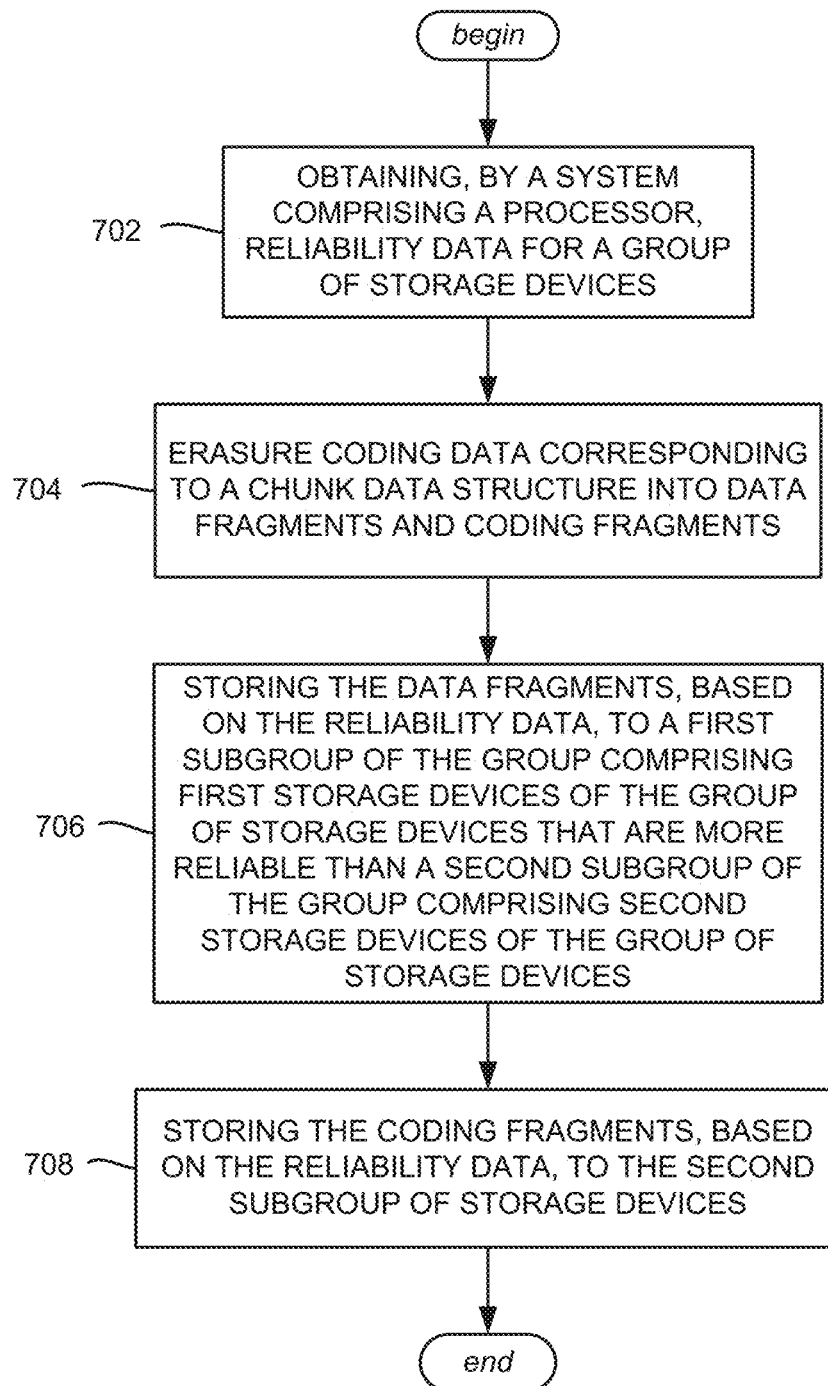 begin
702
OBTAINING, BY A SYSTEM
COMPRISING A PROCESSOR,
RELIABILITY DATA FOR A GROUP
OF STORAGE DEVICES
704
ERASURE CODING DATA CORRESPONDING
TO A CHUNK DATA STRUCTURE INTO DATA
FRAGMENTS AND CODING FRAGMENTS
706
STORING THE DATA FRAGMENTS, BASED
ON THE RELIABILITY DATA, TO A FIRST
SUBGROUP OF THE GROUP COMPRISING
FIRST STORAGE DEVICES OF THE GROUP
OF STORAGE DEVICES THAT ARE MORE
RELIABLE THAN A SECOND SUBGROUP OF
THE GROUP COMPRISING SECOND
STORAGE DEVICES OF THE GROUP OF
STORAGE DEVICES
708
STORING THE CODING FRAGMENTS, BASED
ON THE RELIABILITY DATA, TO THE SECOND
SUBGROUP OF STORAGE DEVICES
end